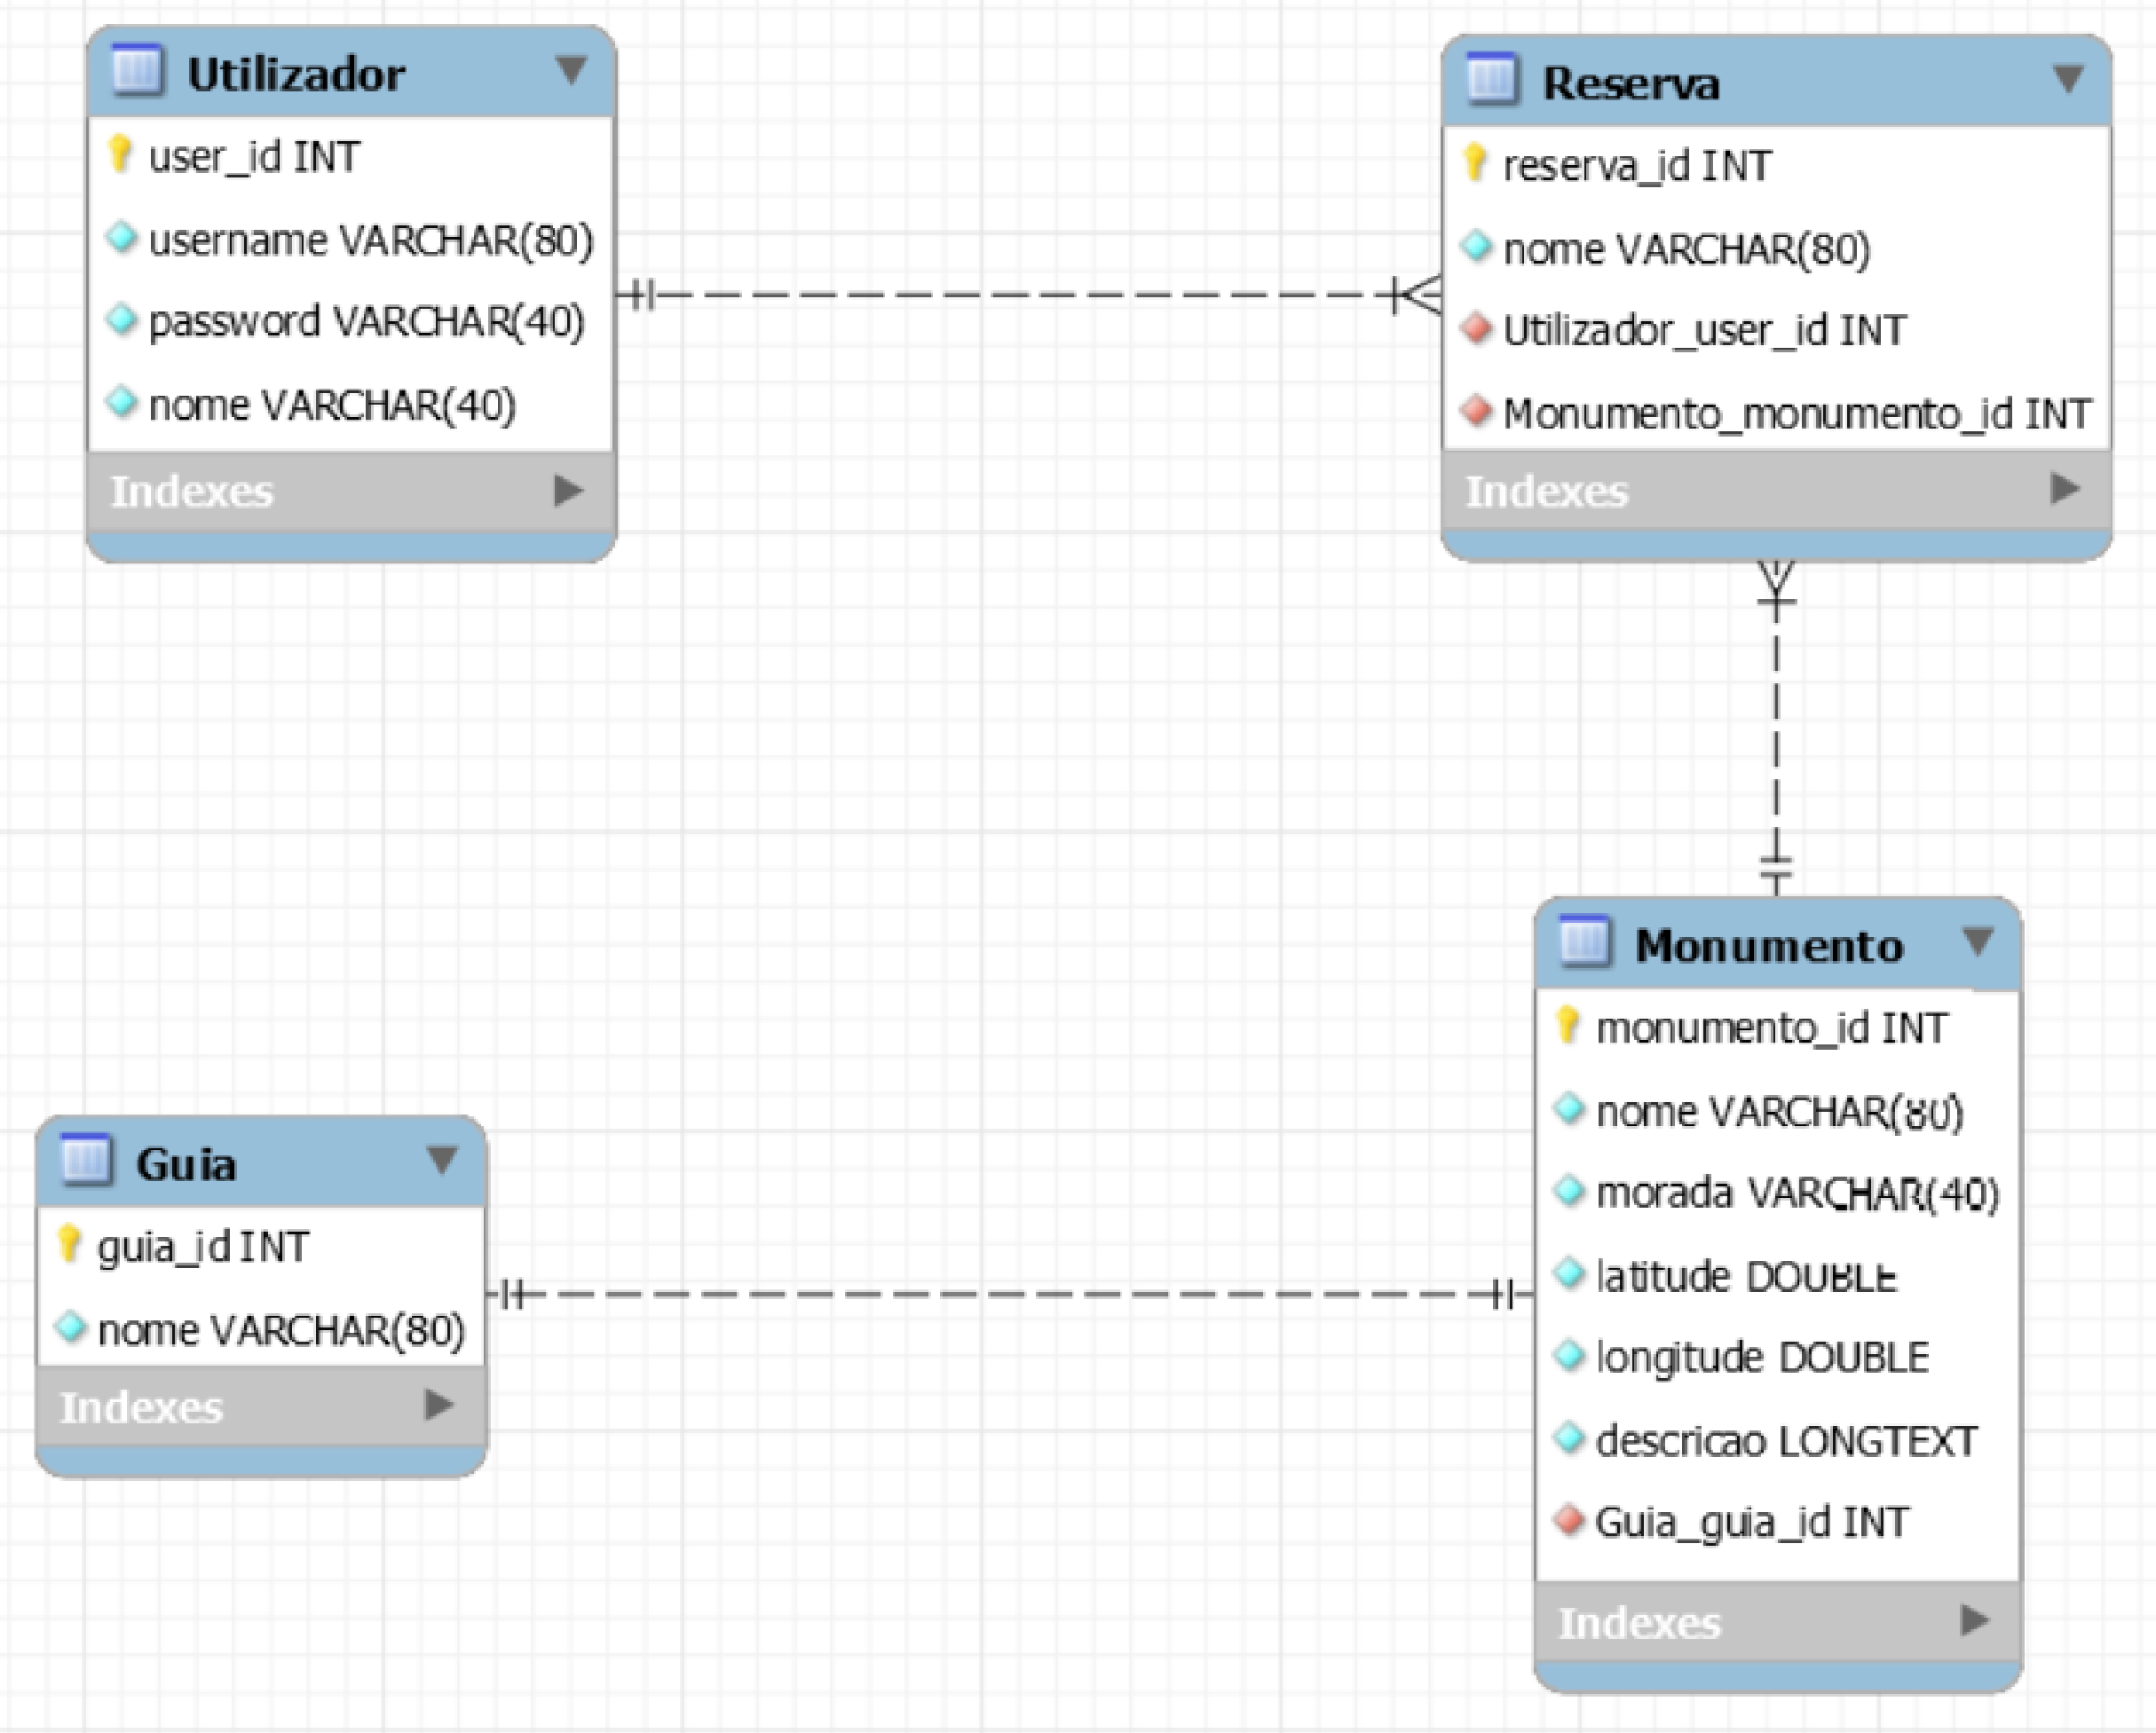 Utilizador
user_id INT
username VARCHAR(80)
password VARCHAR(40)
nome VARCHAR(40)
Indexes
Reserva
reserva_id INT
nome VARCHAR(80)
Utilizador_user_id INT
Monumento_monumento_id INT
Indexes
Guia
guia_id INT
nome VARCHAR(80)
Indexes
Monumento
monumento_id INT
nome VARCHAR(80)
morada VARCHAR(40)
latitude DOUBLE
longitude DOUBLE
descricao LONGTEXT
Guia_guia_id INT
Indexes